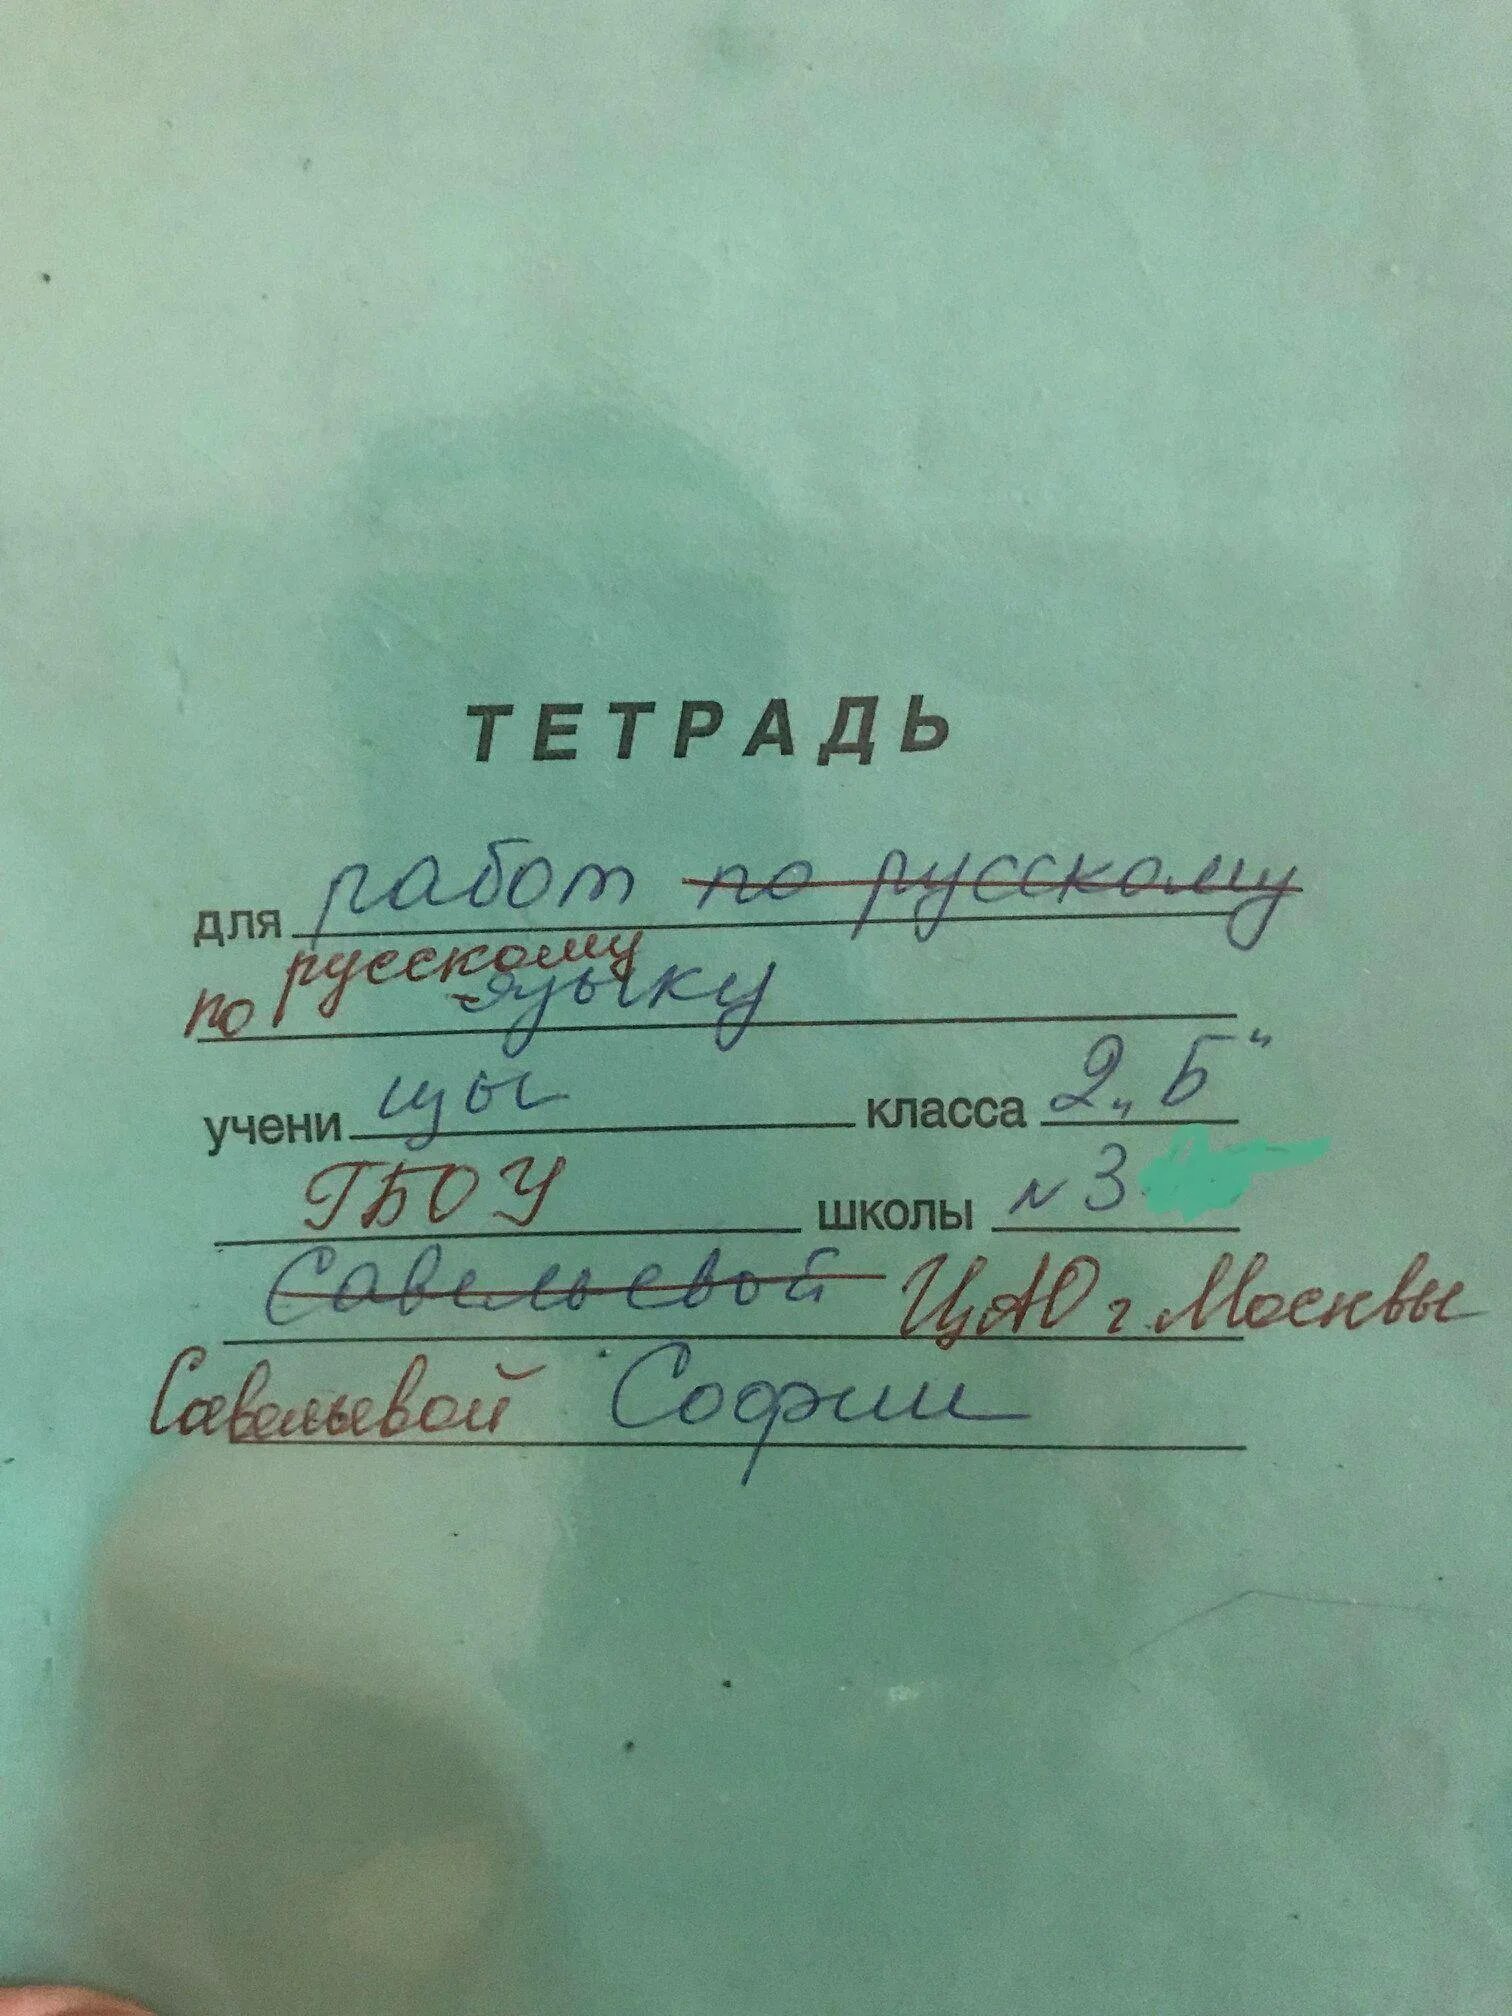 ТЕТРАДЬ
для работ по русскому
по русскому языку
учени цы класса 2 „Б"
ГБОУ школы № 3
Савельевой ЦАО г. Москвы
Савельевой Софии